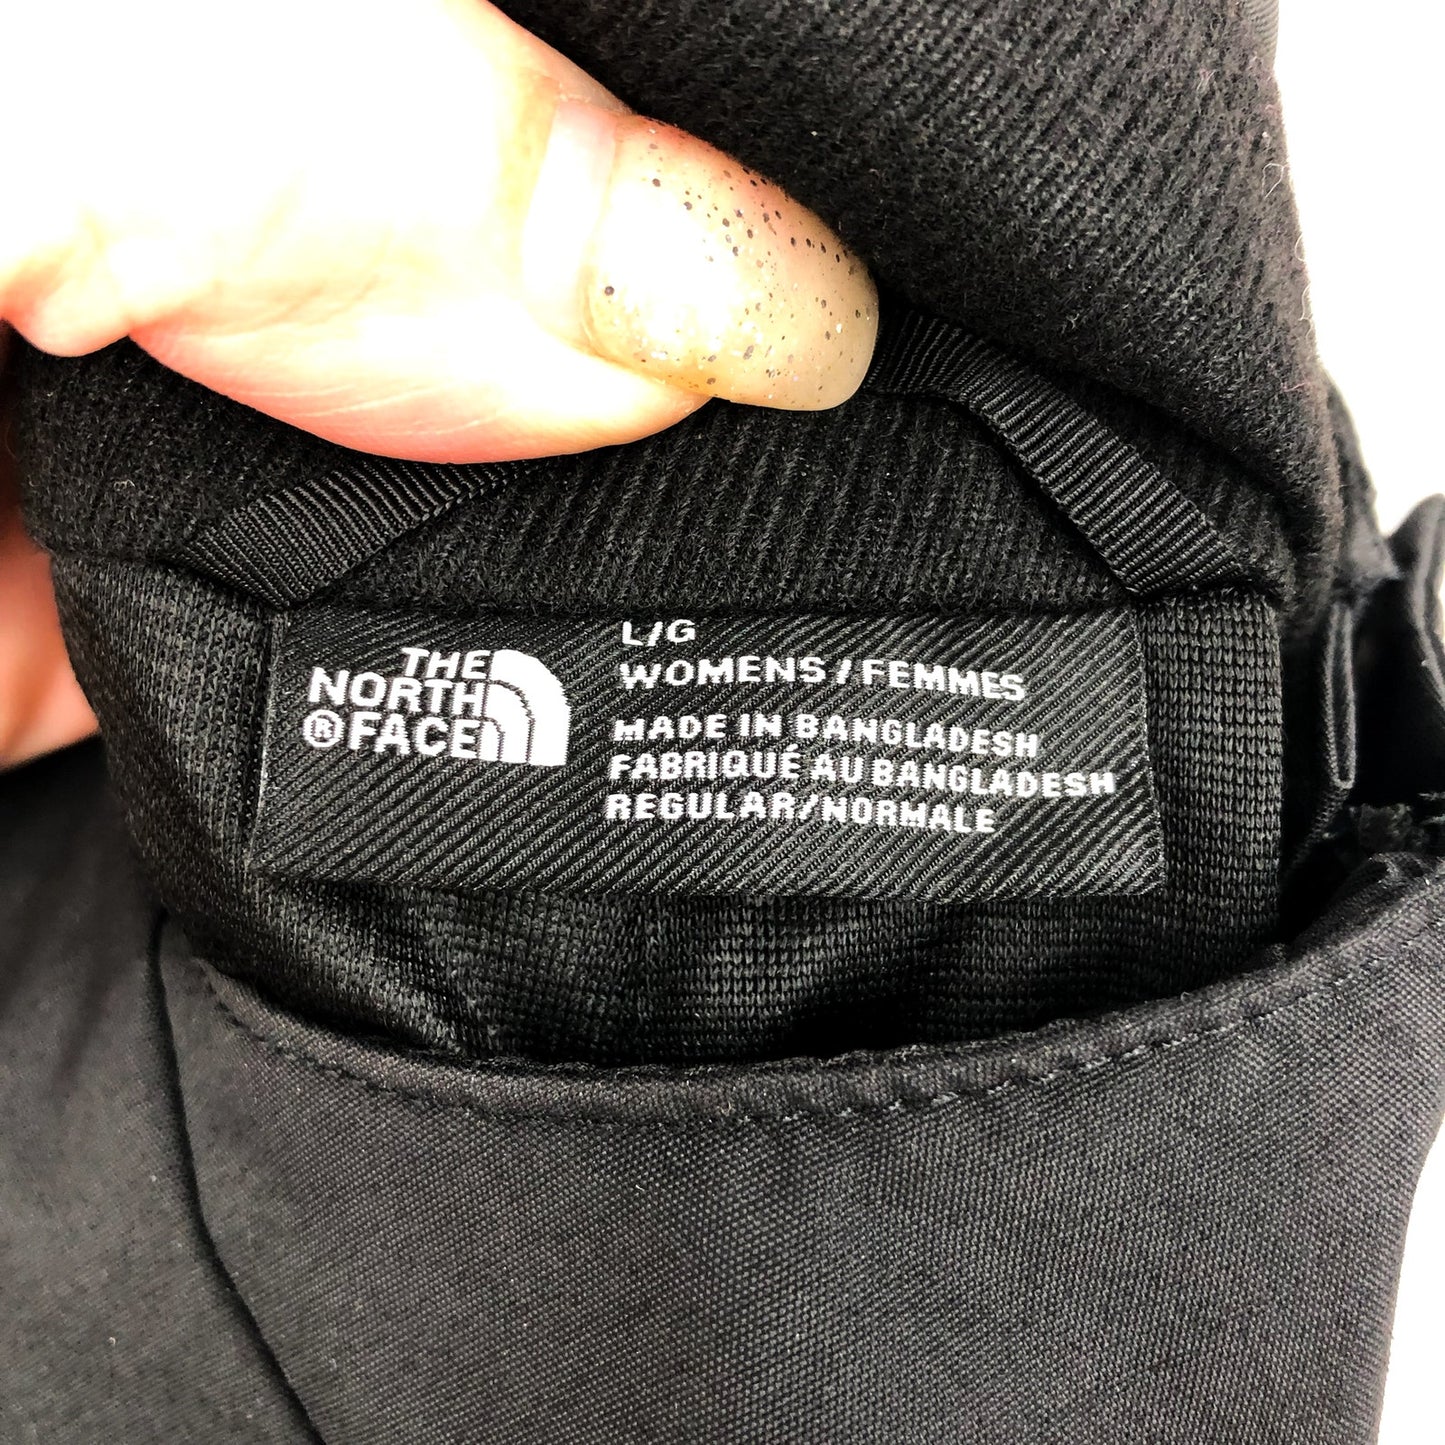 THE
NORTH
®FACE
L/G
WOMENS/FEMMES
MADE IN BANGLADESH
FABRIQUÉ AU BANGLADESH
REGULAR/NORMALE